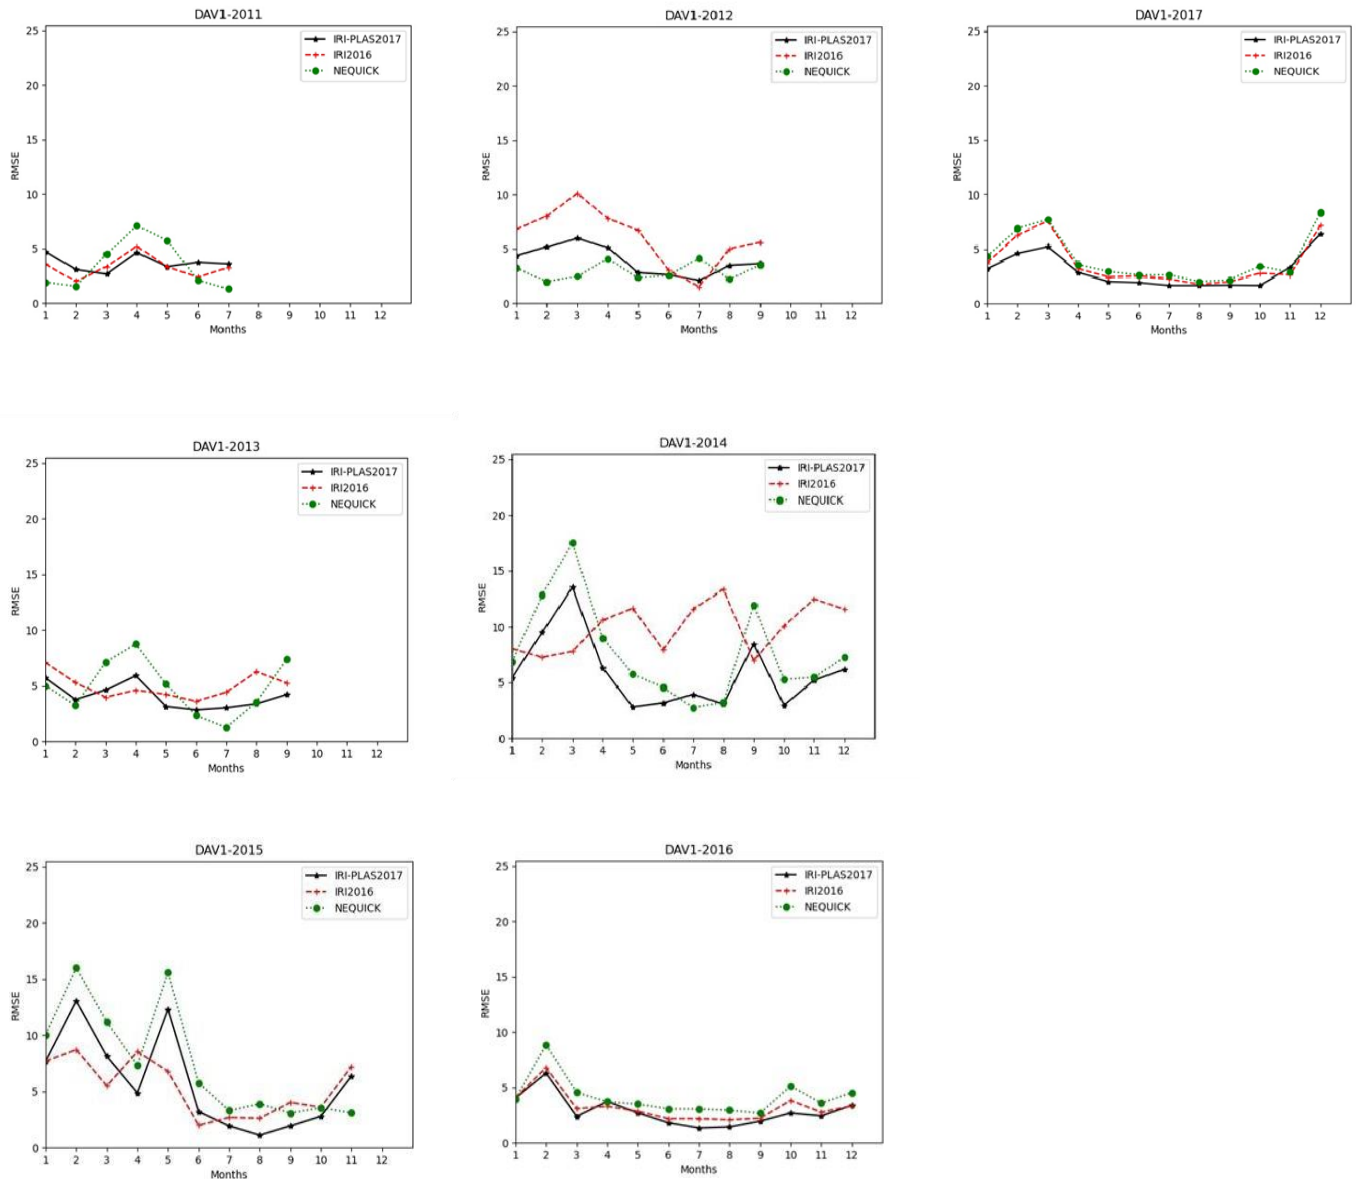 DAV1-2011
25
20
15
10
5
0
RMSE
IRI-PLAS2017
IRI2016
NEQUICK
1 2 3 4 5 6 7 8 9 10 11 12
Months
DAV1-2012
25
20
15
10
5
0
RMSE
IRI-PLAS2017
IRI2016
NEQUICK
1 2 3 4 5 6 7 8 9 10 11 12
Months
DAV1-2017
25
20
15
10
5
0
RMSE
IRI-PLAS2017
IRI2016
NEQUICK
1 2 3 4 5 6 7 8 9 10 11 12
Months
DAV1-2013
25
20
15
10
5
0
RMSE
IRI-PLAS2017
IRI2016
NEQUICK
1 2 3 4 5 6 7 8 9 10 11 12
Months
DAV1-2014
25
20
15
10
5
0
RMSE
IRI-PLAS2017
IRI2016
NEQUICK
1 2 3 4 5 6 7 8 9 10 11 12
Months
DAV1-2015
25
20
15
10
5
0
RMSE
IRI-PLAS2017
IRI2016
NEQUICK
1 2 3 4 5 6 7 8 9 10 11 12
Months
DAV1-2016
25
20
15
10
5
0
RMSE
IRI-PLAS2017
IRI2016
NEQUICK
1 2 3 4 5 6 7 8 9 10 11 12
Months